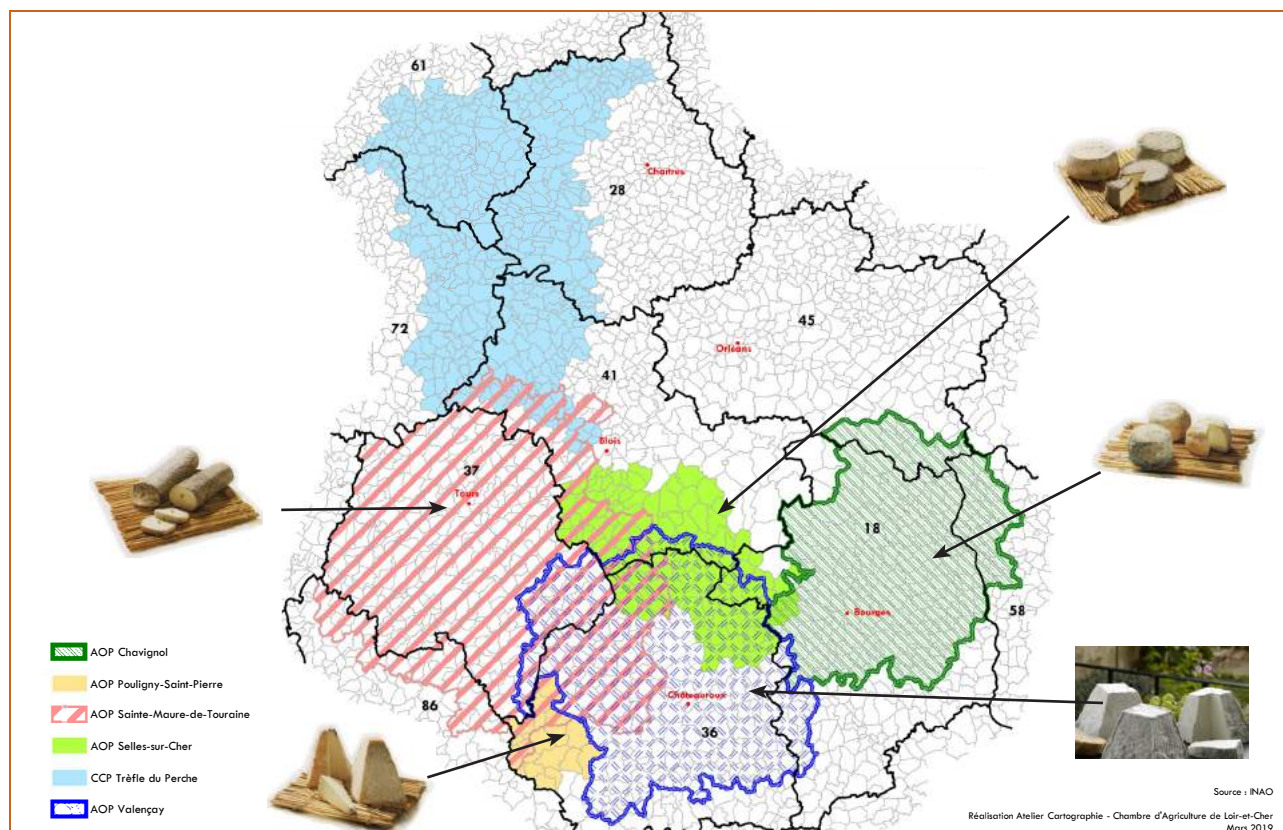 61
Chartres
28
72
45
Orléans
41
Blois
37
Tours
18
Bourges
58
Châteauroux
36
86
AOP Chavignol
AOP Pouligny-Saint-Pierre
AOP Sainte-Maure-de-Touraine
AOP Selles-sur-Cher
CCP Trèfle du Perche
AOP Valençay
Source : INAO
Réalisation Atelier Cartographie - Chambre d'Agriculture de Loir-et-Cher
Mars 2019